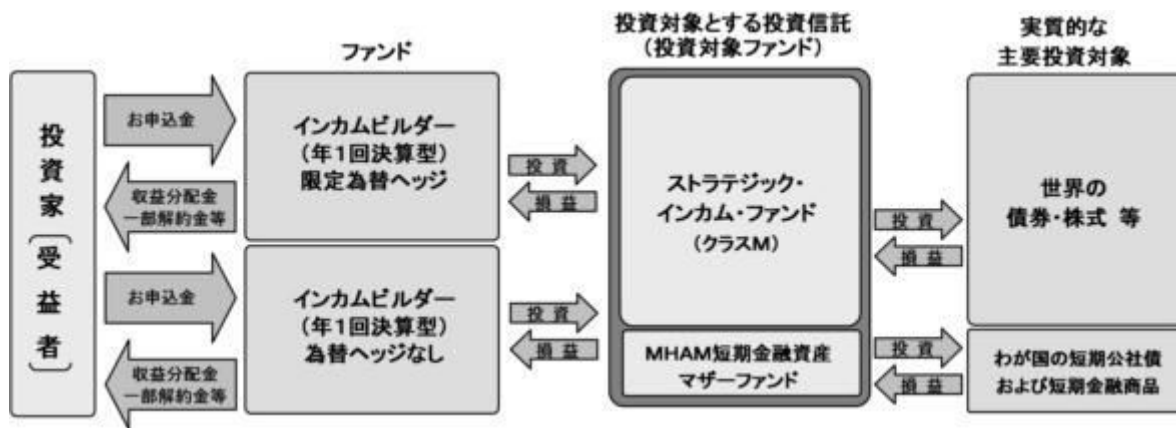 投資家〔受益者〕
お申込金
収益分配金
一部解約金等
お申込金
収益分配金
一部解約金等
ファンド
インカムビルダー
（年1回決算型）
限定為替ヘッジ
インカムビルダー
（年1回決算型）
為替ヘッジなし
投資
損益
投資
損益
投資対象とする投資信託
（投資対象ファンド）
ストラテジック・
インカム・ファンド
（クラスM）
MHAM短期金融資産
マザーファンド
投資
損益
投資
損益
実質的な
主要投資対象
世界の
債券・株式 等
わが国の短期公社債
および短期金融商品